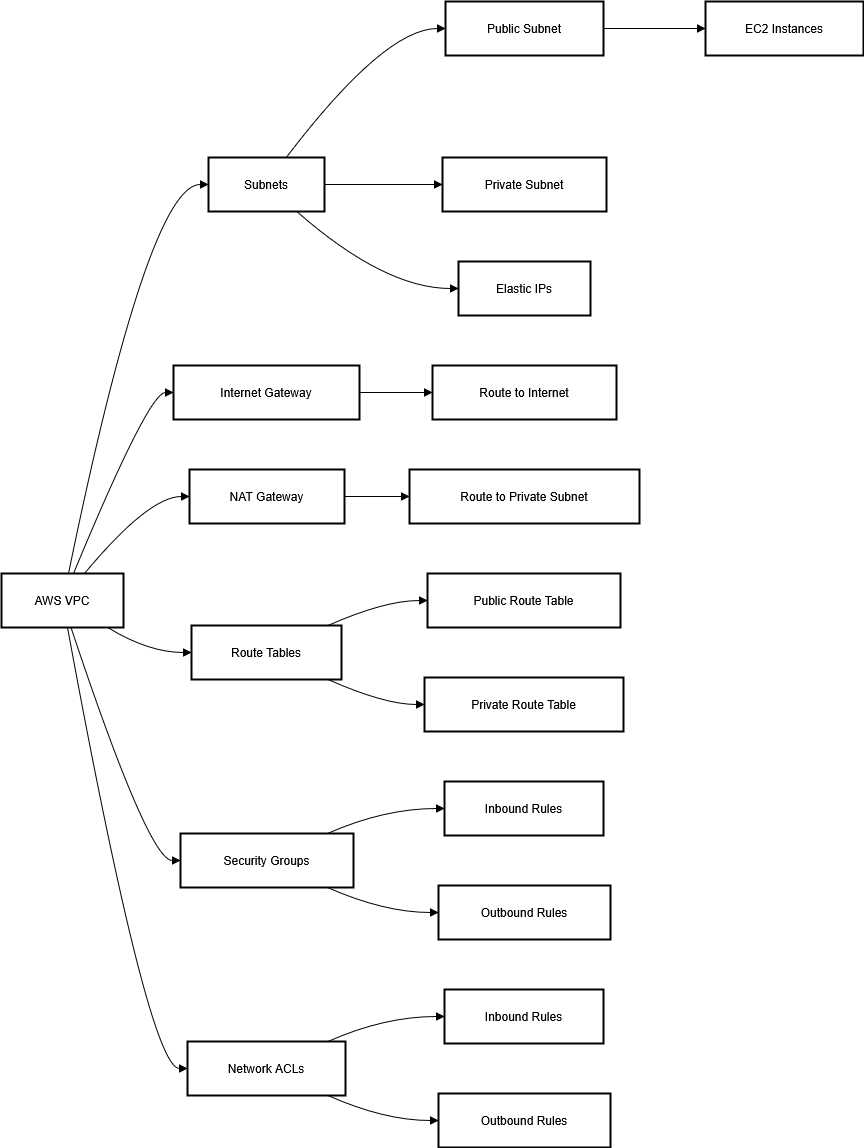 Public Subnet
EC2 Instances
Subnets
Private Subnet
Elastic IPs
Internet Gateway
Route to Internet
NAT Gateway
Route to Private Subnet
AWS VPC
Public Route Table
Route Tables
Private Route Table
Inbound Rules
Security Groups
Outbound Rules
Inbound Rules
Network ACLs
Outbound Rules